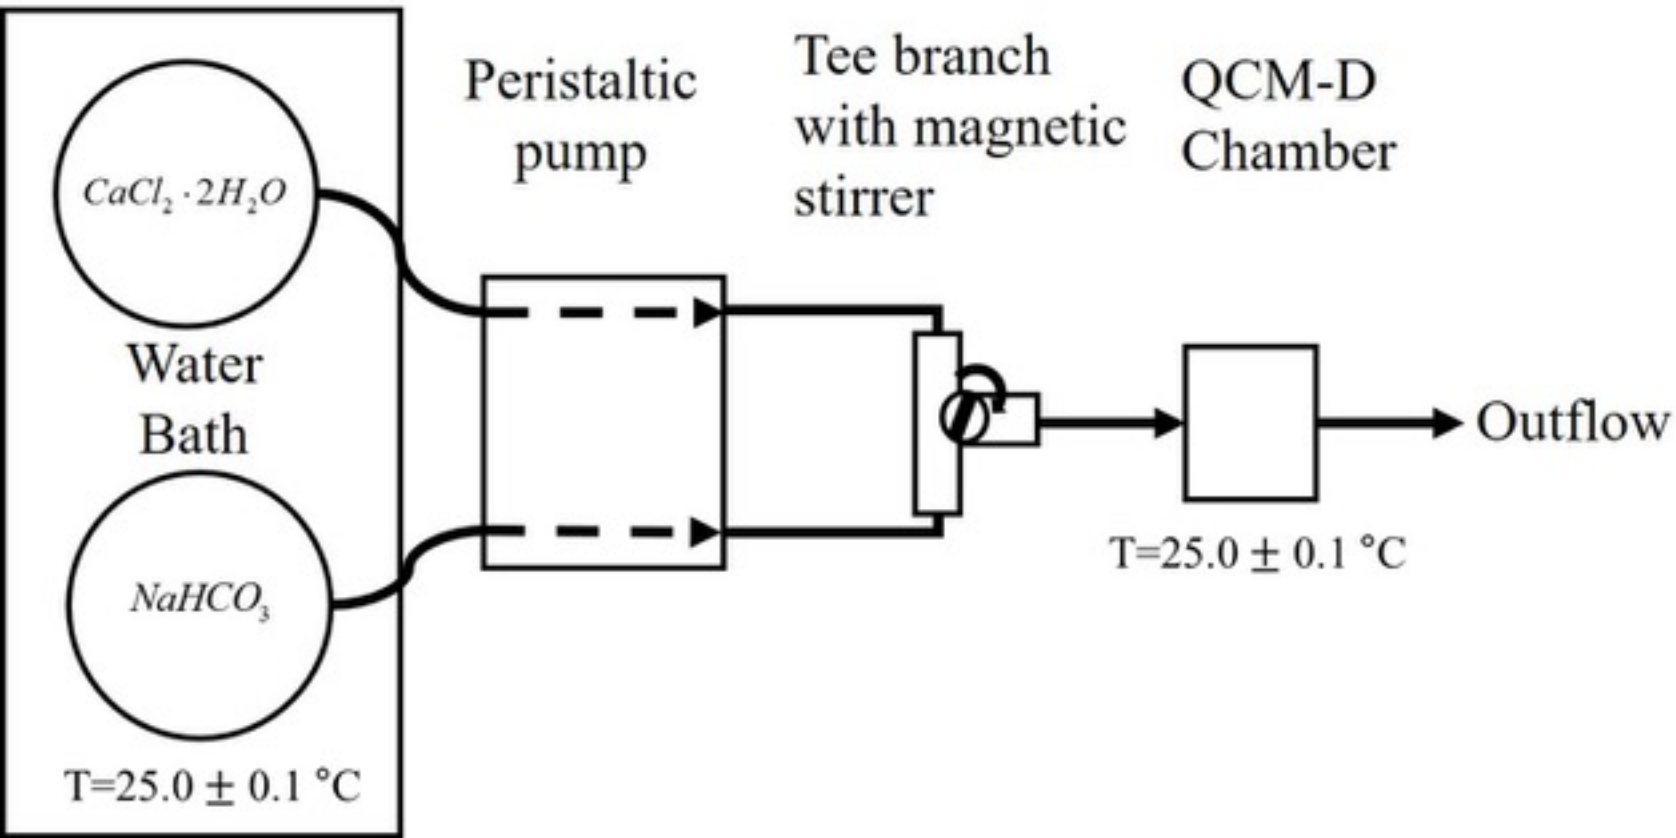 Peristaltic
pump
Tee branch
with magnetic
stirrer
QCM-D
Chamber
CaCl₂ · 2H₂O
Water
Bath
NaHCO₃
T=25.0 ± 0.1 °C
Outflow
T=25.0 ± 0.1 °C